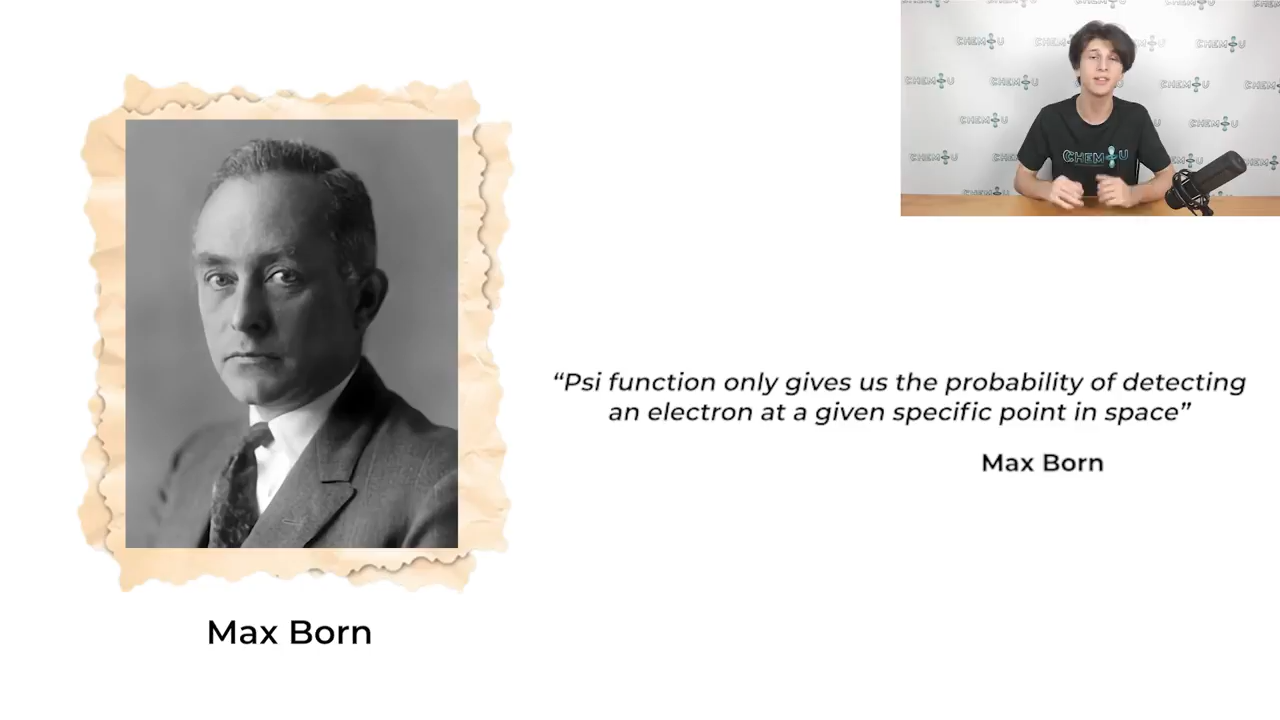 “Psi function only gives us the probability of detecting
an electron at a given specific point in space”
Max Born
Max Born
CHEM U